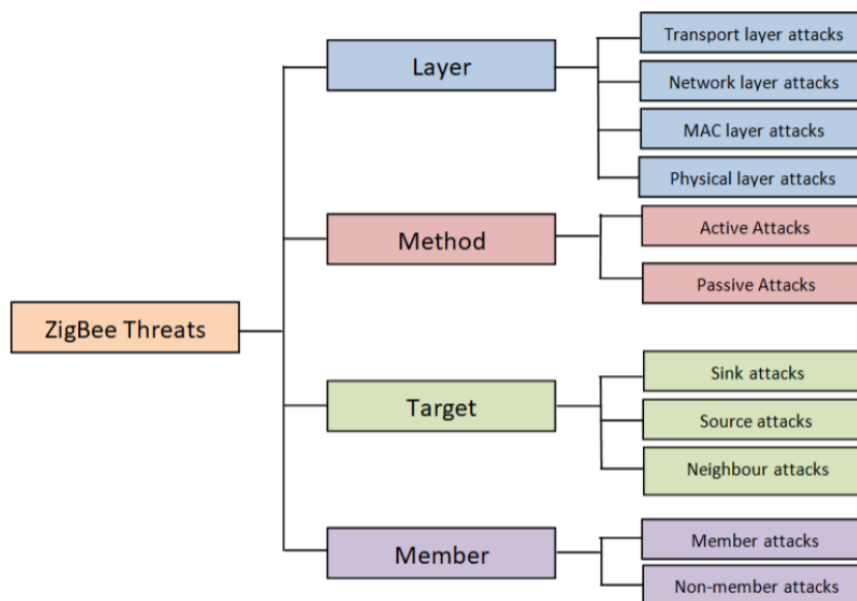 ZigBee Threats
Layer
Transport layer attacks
Network layer attacks
MAC layer attacks
Physical layer attacks
Method
Active Attacks
Passive Attacks
Target
Sink attacks
Source attacks
Neighbour attacks
Member
Member attacks
Non-member attacks